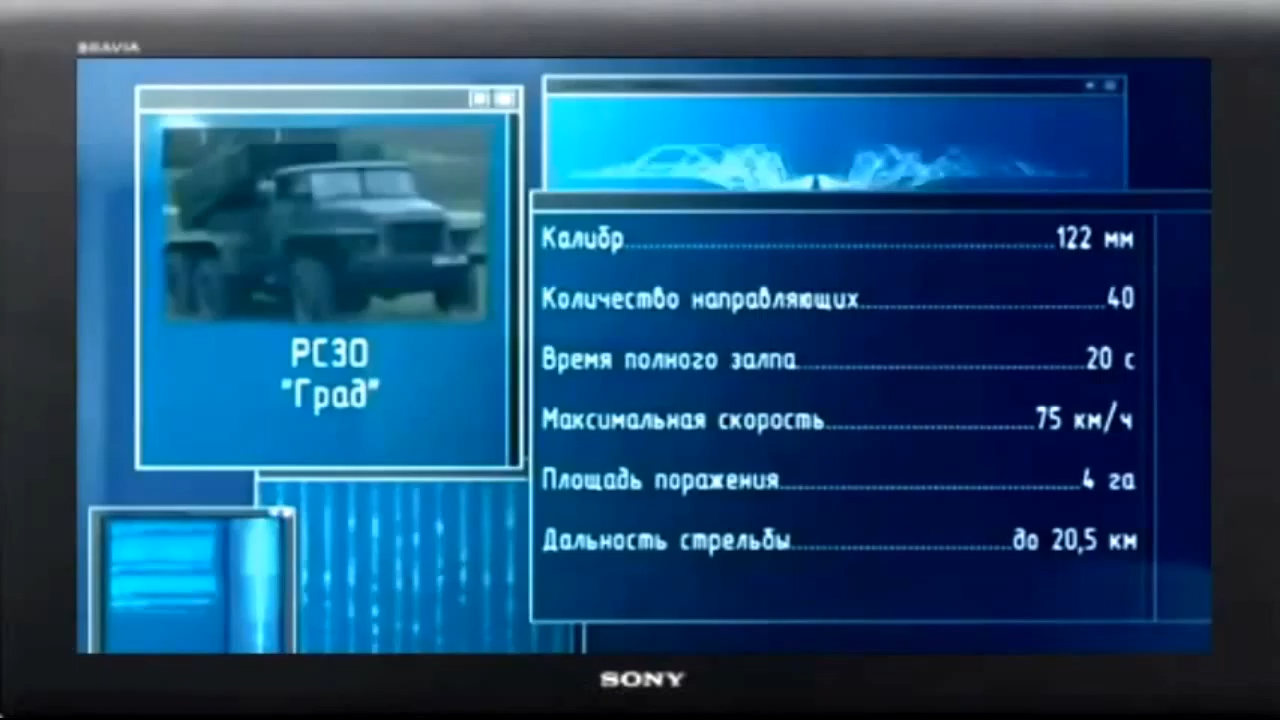 BRAVIA
РСЗО
"Град"
Калибр 122 мм
Количество направляющих 40
Время полного залпа 20 с
Максимальная скорость 75 км/ч
Площадь поражения 4 га
Дальность стрельбы до 20,5 км
SONY